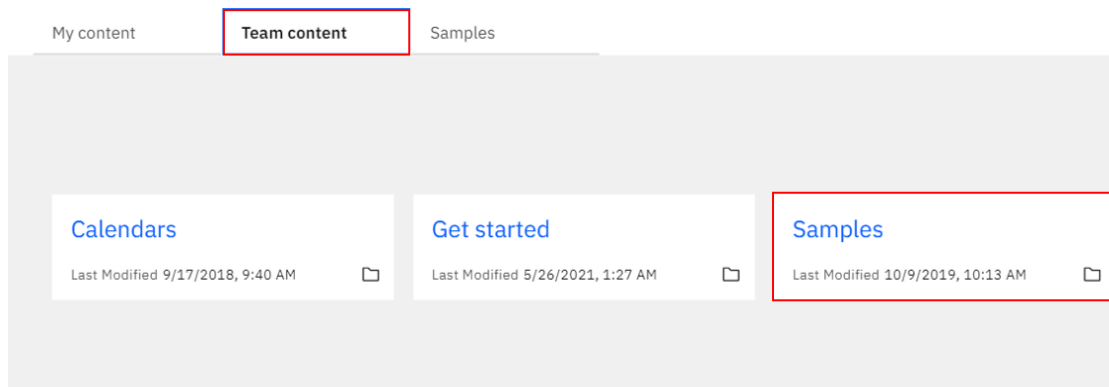 My content Team content Samples
Calendars Get started Samples
Last Modified 9/17/2018, 9:40 AM Last Modified 5/26/2021, 1:27 AM Last Modified 10/9/2019, 10:13 AM